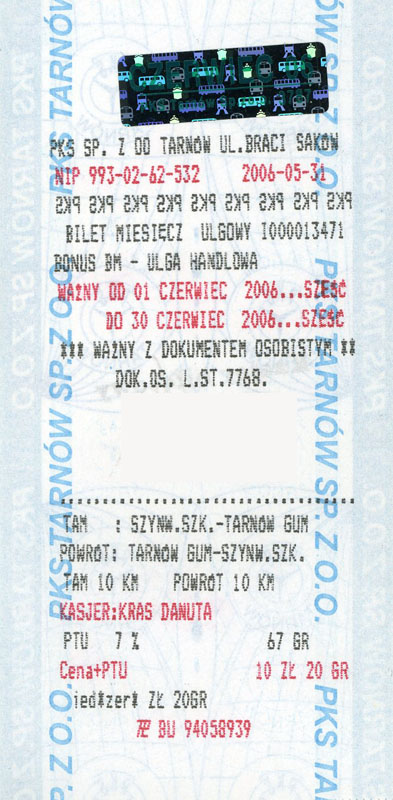 PKS SP. Z OO TARNÓW UL.BRACI SAKÓW
NIP 993-02-62-532 2006-05-31
PKS PKS PKS PKS PKS PKS PKS PKS PKS
BILET MIESIĘCZ ULGOWY I000013471
BONUS BM - ULGA HANDLOWA
WAŻNY OD 01 CZERWIEC 2006...SZEŚĆ
DO 30 CZERWIEC 2006...SZEŚĆ
*** WAŻNY Z DOKUMENTEM OSOBISTYM **
DOK.OS. L.ST.7768.
TAM : SZYNW.SZK.-TARNÓW GUM
POWRÓT: TARNÓW GUM-SZYNW.SZK.
TAM 10 KM POWRÓT 10 KM
KASJER:KRAS DANUTA
PTU 7 % 67 GR
Cena+PTU 10 ZŁ 20 GR
ied*zer* ZŁ 20GR
BU 94058939
PKS TARNÓW SP. Z O.O.
PKS TARNÓW SP. Z O.O.